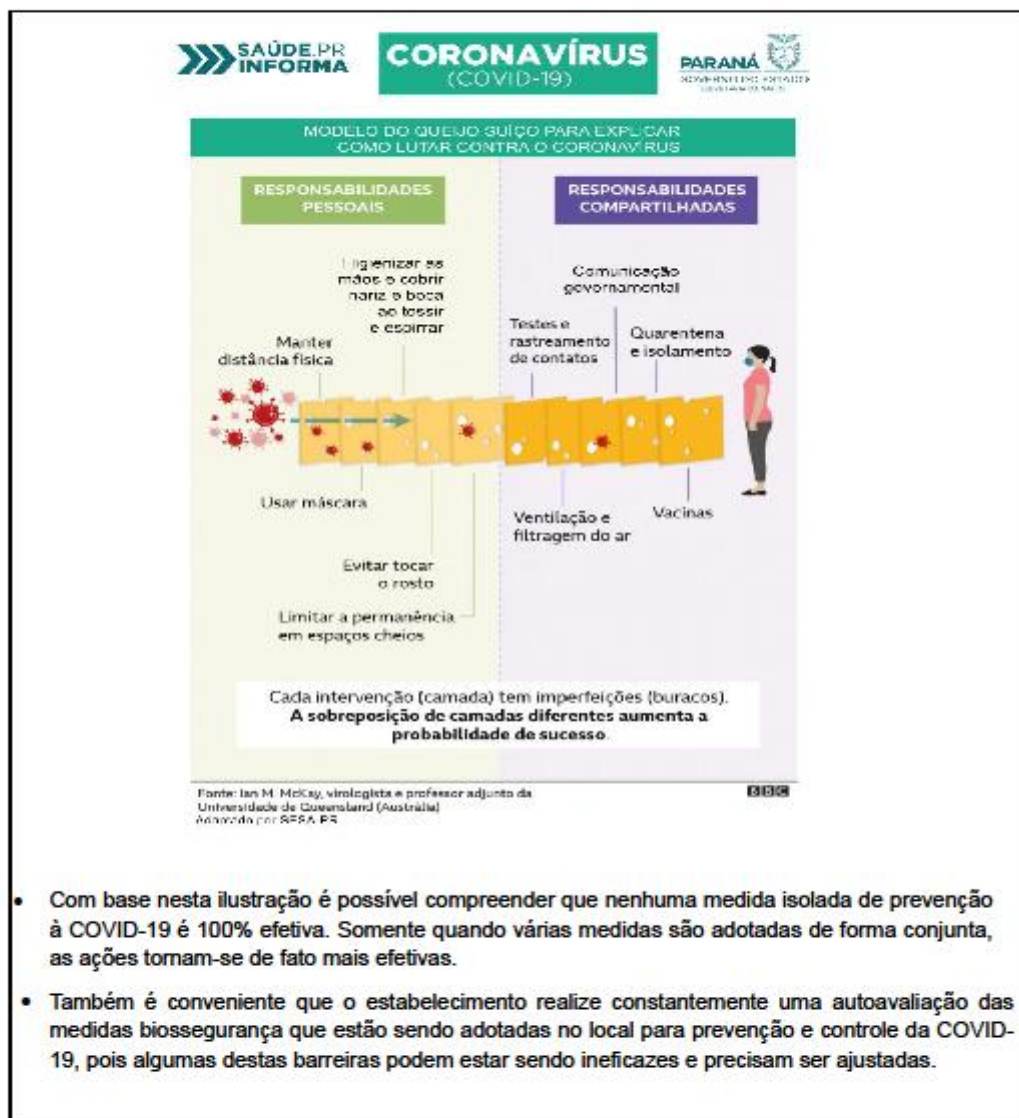 SAÚDE.PR
INFORMA
CORONAVÍRUS
(COVID-19)
PARANÁ
GOVERNO DO ESTADO
MODELO DO QUEIJO SUÍÇO PARA EXPLICAR
COMO LUTAR CONTRA O CORONAVÍRUS
RESPONSABILIDADES
PESSOAIS
RESPONSABILIDADES
COMPARTILHADAS
Higienizar as
mãos e cobrir
nariz e boca
ao tossir
e espirrar
Manter
distância física
Comunicação
governamental
Testes e
rastreamento
de contatos
Quarentena
e isolamento
Usar máscara
Evitar tocar
o rosto
Limitar a permanência
em espaços cheios
Ventilação e
filtragem do ar
Vacinas
Cada intervenção (camada) tem imperfeições (buracos).
A sobreposição de camadas diferentes aumenta a
probabilidade de sucesso.
Fonte: Ian M. McKay, virologista e professor adjunto da
Universidade de Queensland (Austrália)
por SESA-PR
BBC
• Com base nesta ilustração é possível compreender que nenhuma medida isolada de prevenção
à COVID-19 é 100% efetiva. Somente quando várias medidas são adotadas de forma conjunta,
as ações tornam-se de fato mais efetivas.
• Também é conveniente que o estabelecimento realize constantemente uma autoavaliação das
medidas biossegurança que estão sendo adotadas no local para prevenção e controle da COVID-
19, pois algumas destas barreiras podem estar sendo ineficazes e precisam ser ajustadas.